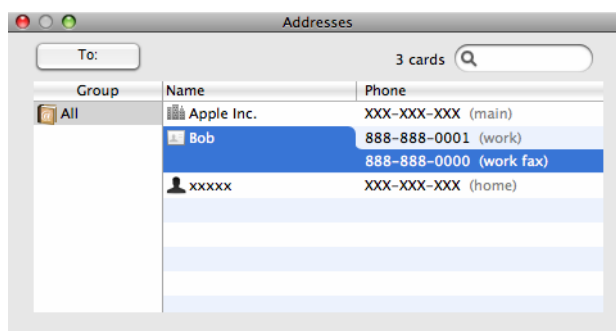 Addresses
To:
3 cards
Group Name Phone
All Apple Inc. XXX-XXX-XXX (main)
Bob 888-888-0001 (work)
888-888-0000 (work fax)
xxxxx XXX-XXX-XXX (home)